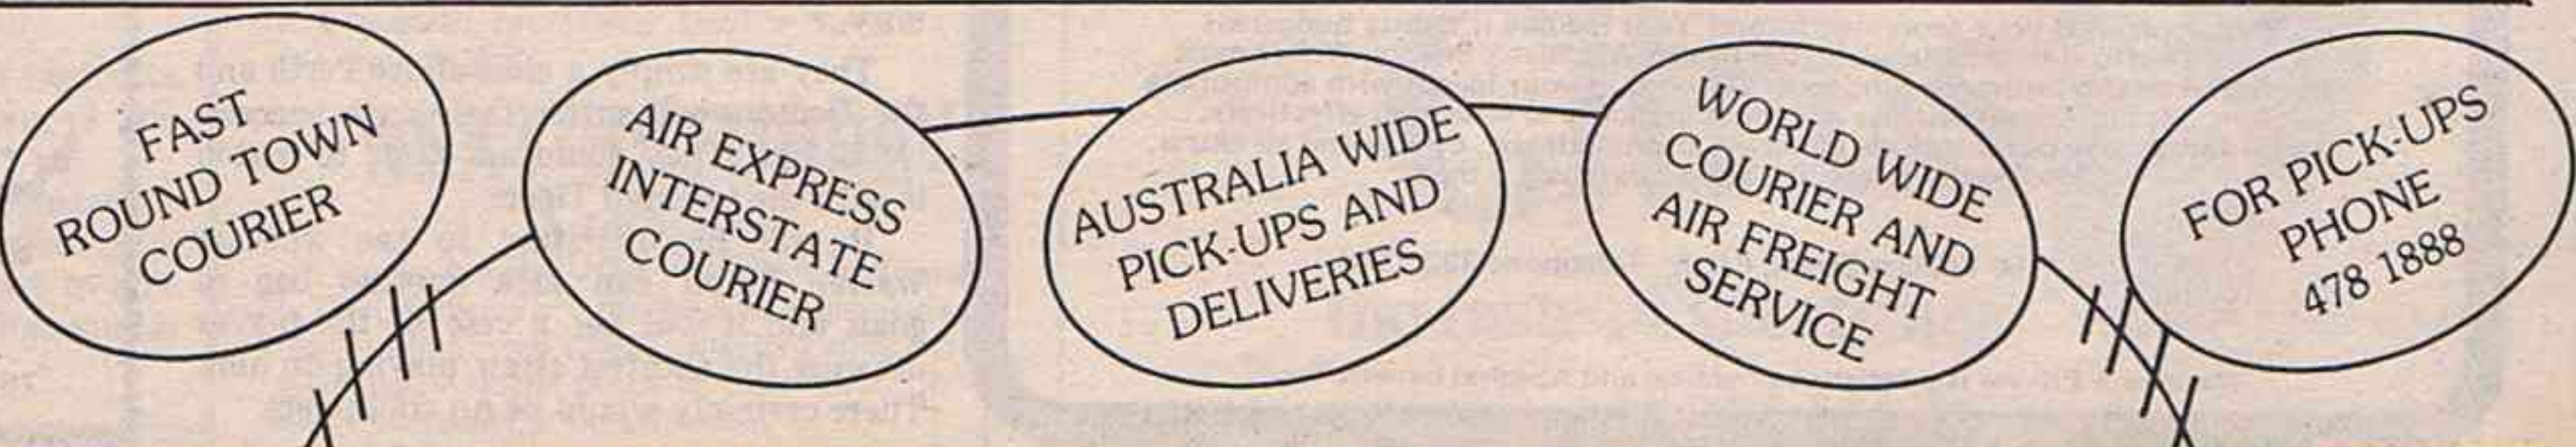 FAST
ROUND TOWN
COURIER
AIR EXPRESS
INTERSTATE
COURIER
AUSTRALIA WIDE
PICK-UPS AND
DELIVERIES
WORLD WIDE
COURIER AND
AIR FREIGHT
SERVICE
FOR PICK-UPS
PHONE
478 1888